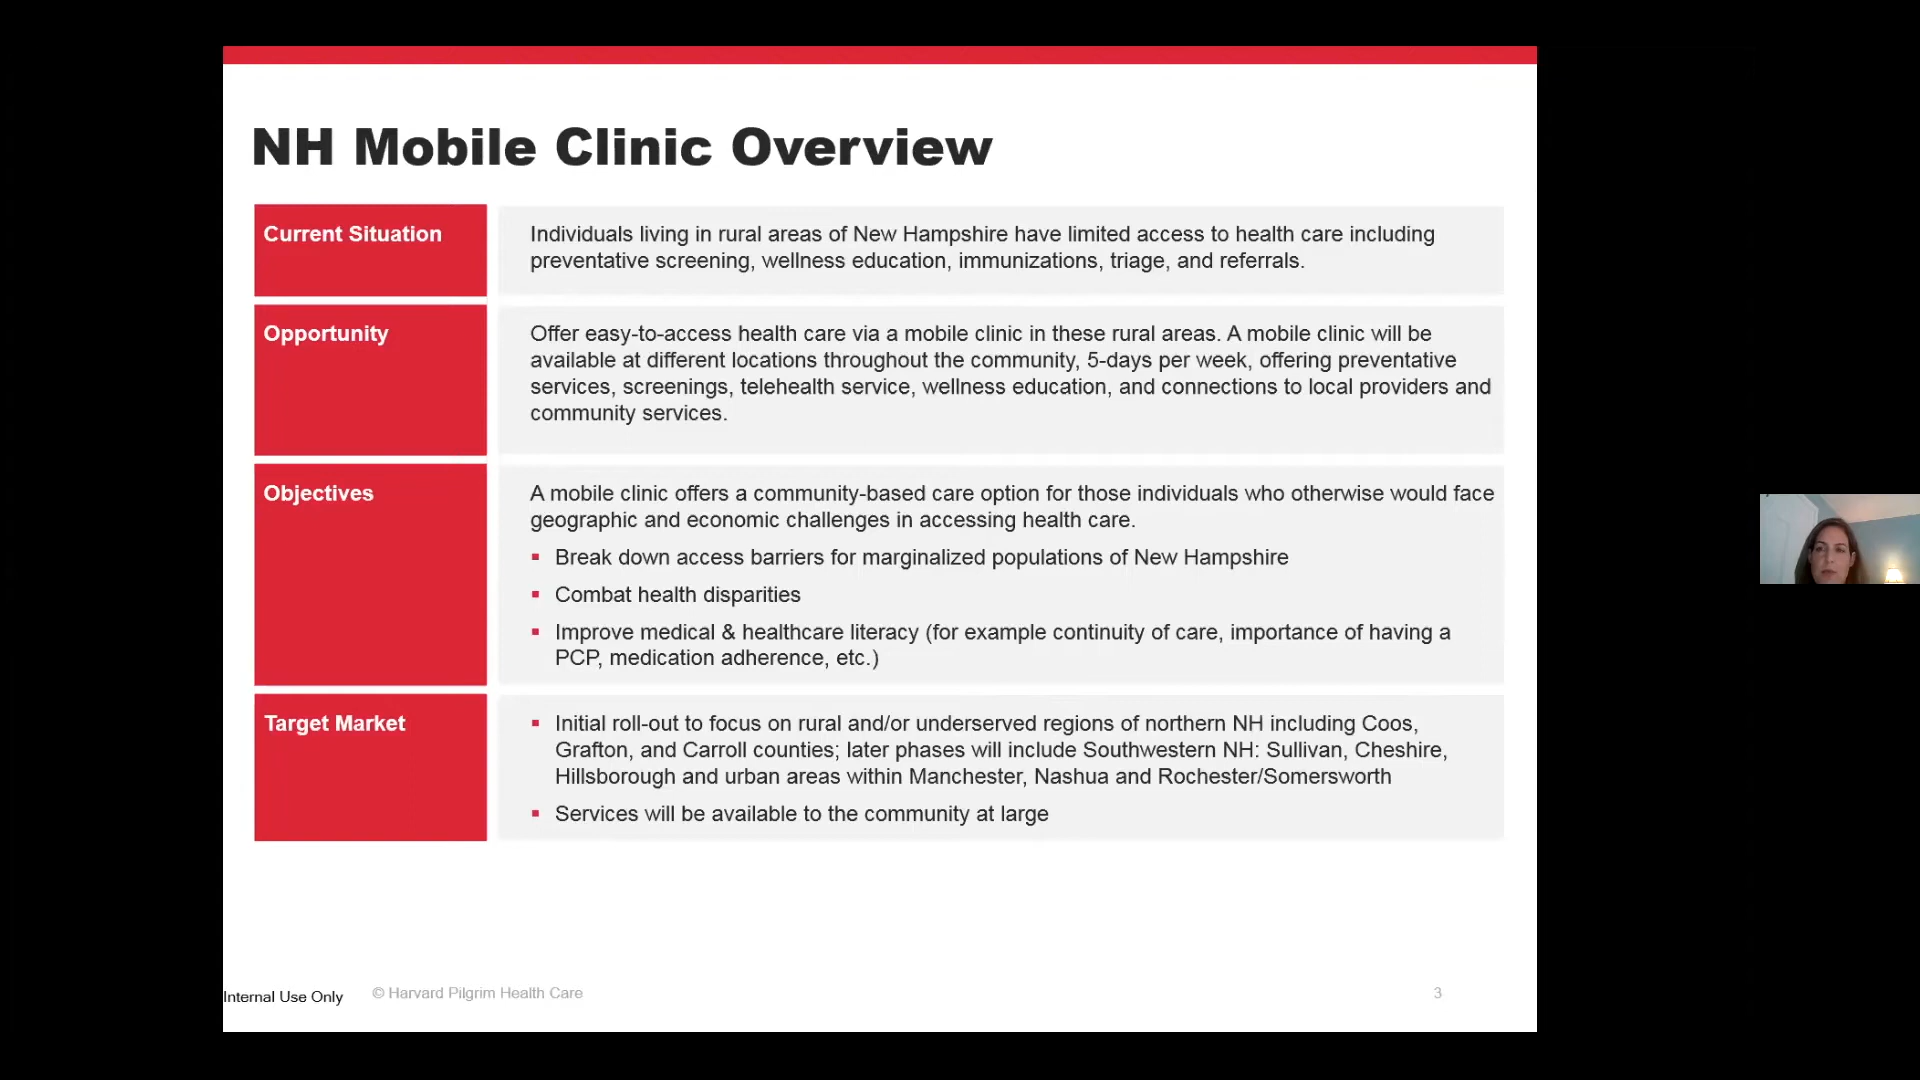 NH Mobile Clinic Overview
Current Situation
Individuals living in rural areas of New Hampshire have limited access to health care including
preventative screening, wellness education, immunizations, triage, and referrals.
Opportunity
Offer easy-to-access health care via a mobile clinic in these rural areas. A mobile clinic will be
available at different locations throughout the community, 5-days per week, offering preventative
services, screenings, telehealth service, wellness education, and connections to local providers and
community services.
Objectives
A mobile clinic offers a community-based care option for those individuals who otherwise would face
geographic and economic challenges in accessing health care.
▪ Break down access barriers for marginalized populations of New Hampshire
▪ Combat health disparities
▪ Improve medical & healthcare literacy (for example continuity of care, importance of having a
PCP, medication adherence, etc.)
Target Market
▪ Initial roll-out to focus on rural and/or underserved regions of northern NH including Coos,
Grafton, and Carroll counties; later phases will include Southwestern NH: Sullivan, Cheshire,
Hillsborough and urban areas within Manchester, Nashua and Rochester/Somersworth
▪ Services will be available to the community at large
Internal Use Only
© Harvard Pilgrim Health Care
3